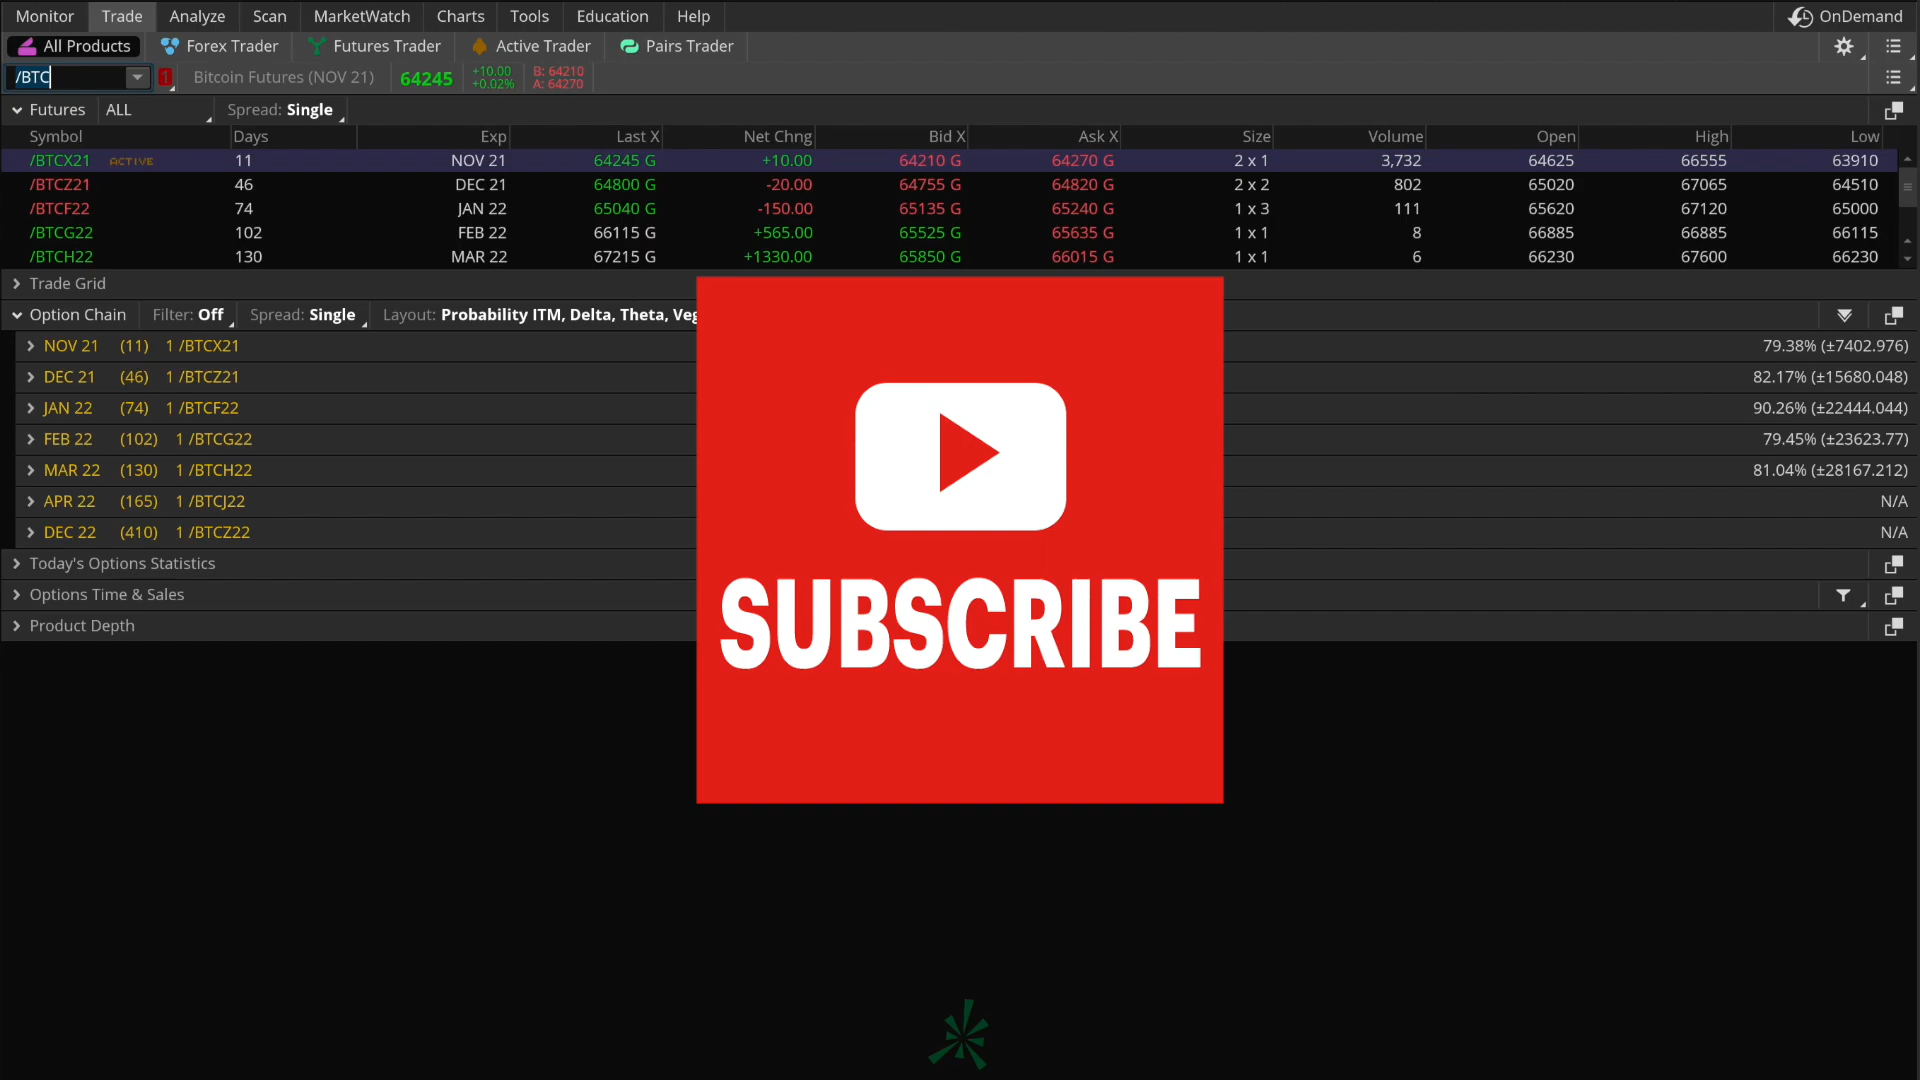 Monitor Trade Analyze Scan MarketWatch Charts Tools Education Help OnDemand
All Products Forex Trader Futures Trader Active Trader Pairs Trader
/BTC 1 Bitcoin Futures (NOV 21) 64245 +10.00 +0.02% B: 64210 A: 64270
Futures ALL Spread: Single
Symbol Days Exp Last X Net Chng Bid X Ask X Size Volume Open High Low
/BTCX21 ACTIVE 11 NOV 21 64245 G +10.00 64210 G 64270 G 2 x 1 3,732 64625 66555 63910
/BTCZ21 46 DEC 21 64800 G -20.00 64755 G 64820 G 2 x 2 802 65020 67065 64510
/BTCF22 74 JAN 22 65040 G -150.00 65135 G 65240 G 1 x 3 111 65620 67120 65000
/BTCG22 102 FEB 22 66115 G +565.00 65525 G 65635 G 1 x 1 8 66885 66885 66115
/BTCH22 130 MAR 22 67215 G +1330.00 65850 G 66015 G 1 x 1 6 66230 67600 66230
Trade Grid
Option Chain Filter: Off Spread: Single Layout: Probability ITM, Delta, Theta, Veg
NOV 21 (11) 1 /BTCX21 79.38% (±7402.976)
DEC 21 (46) 1 /BTCZ21 82.17% (±15680.048)
JAN 22 (74) 1 /BTCF22 90.26% (±22444.044)
FEB 22 (102) 1 /BTCG22 79.45% (±23623.77)
MAR 22 (130) 1 /BTCH22 81.04% (±28167.212)
APR 22 (165) 1 /BTCJ22 N/A
DEC 22 (410) 1 /BTCZ22 N/A
Today's Options Statistics
Options Time & Sales
Product Depth
SUBSCRIBE